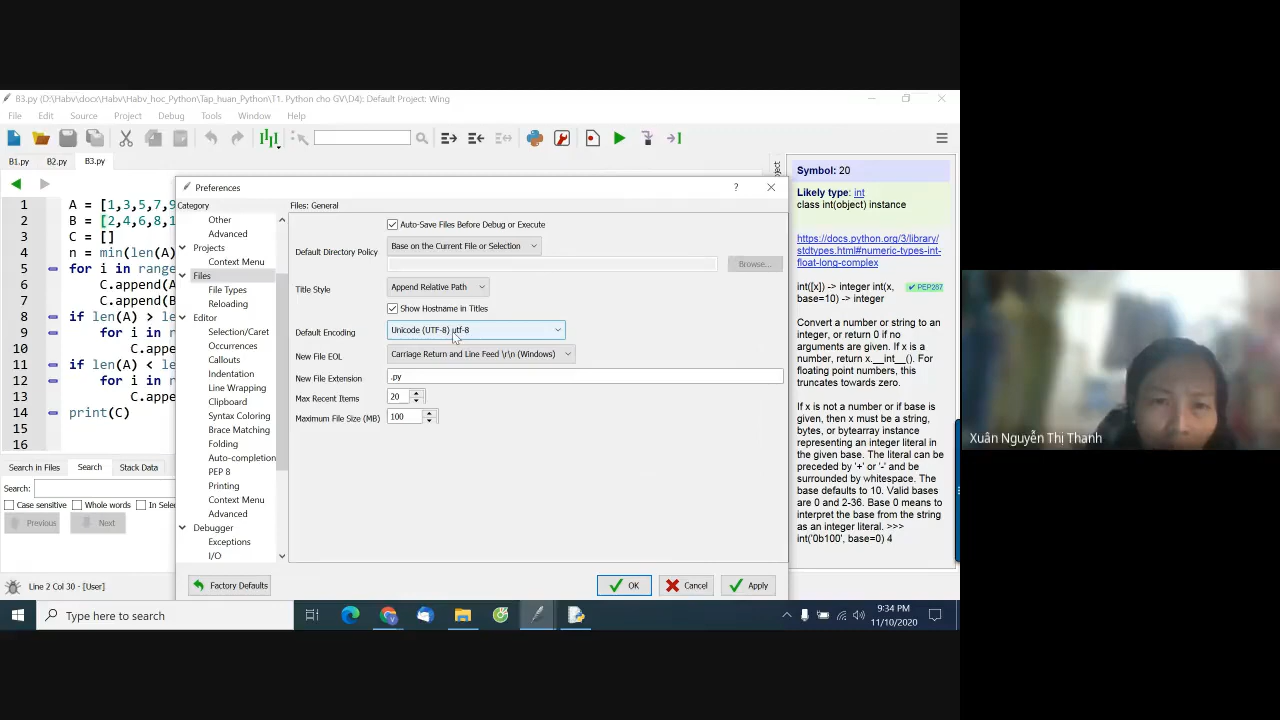 B3.py (D:\Habv\docx\Habv\Habv_hoc_Python\Tap_huan_Python\T1. Python cho GV\D4): Default Project: Wing
File Edit Source Project Debug Tools Window Help
B1.py B2.py B3.py
1 A = [1,3,5,7,9
2 B = [2,4,6,8,1
3 C = []
4 n = min(len(A)
5 for i in range
6 C.append(A
7 C.append(B
8 if len(A) > le
9 for i in r
10 C.appe
11 if len(A) < le
12 for i in r
13 C.appe
14 print(C)
15
16
Search in Files Search Stack Data
Search:
Case sensitive Whole words In Sele
Previous Next
Line 2 Col 30 - [User]
Preferences
Category
Other
Advanced
Projects
Context Menu
Files
File Types
Reloading
Editor
Selection/Caret
Occurrences
Callouts
Indentation
Line Wrapping
Clipboard
Syntax Coloring
Brace Matching
Folding
Auto-completion
PEP 8
Printing
Context Menu
Advanced
Debugger
Exceptions
I/O
Files: General
Auto-Save Files Before Debug or Execute
Default Directory Policy Base on the Current File or Selection
Browse...
Title Style Append Relative Path
Show Hostname in Titles
Default Encoding Unicode (UTF-8) utf-8
New File EOL Carriage Return and Line Feed \r\n (Windows)
New File Extension .py
Max Recent Items 20
Maximum File Size (MB) 100
Factory Defaults OK Cancel Apply
Symbol: 20
Likely type: int
class int(object) instance
https://docs.python.org/3/library/
stdtypes.html#numeric-types-int-
float-long-complex
int([x]) -> integer int(x, PEP287
base=10) -> integer
Convert a number or string to an
integer, or return 0 if no
arguments are given. If x is a
number, return x.__int__(). For
floating point numbers, this
truncates towards zero.
If x is not a number or if base is
given, then x must be a string,
bytes, or bytearray instance
representing an integer literal in
the given base. The literal can be
preceded by '+' or '-' and be
surrounded by whitespace. The
base defaults to 10. Valid bases
are 0 and 2-36. Base 0 means to
interpret the base from the string
as an integer literal. >>>
int('0b100', base=0) 4
Type here to search
9:34 PM
11/10/2020
Xuân Nguyễn Thị Thanh